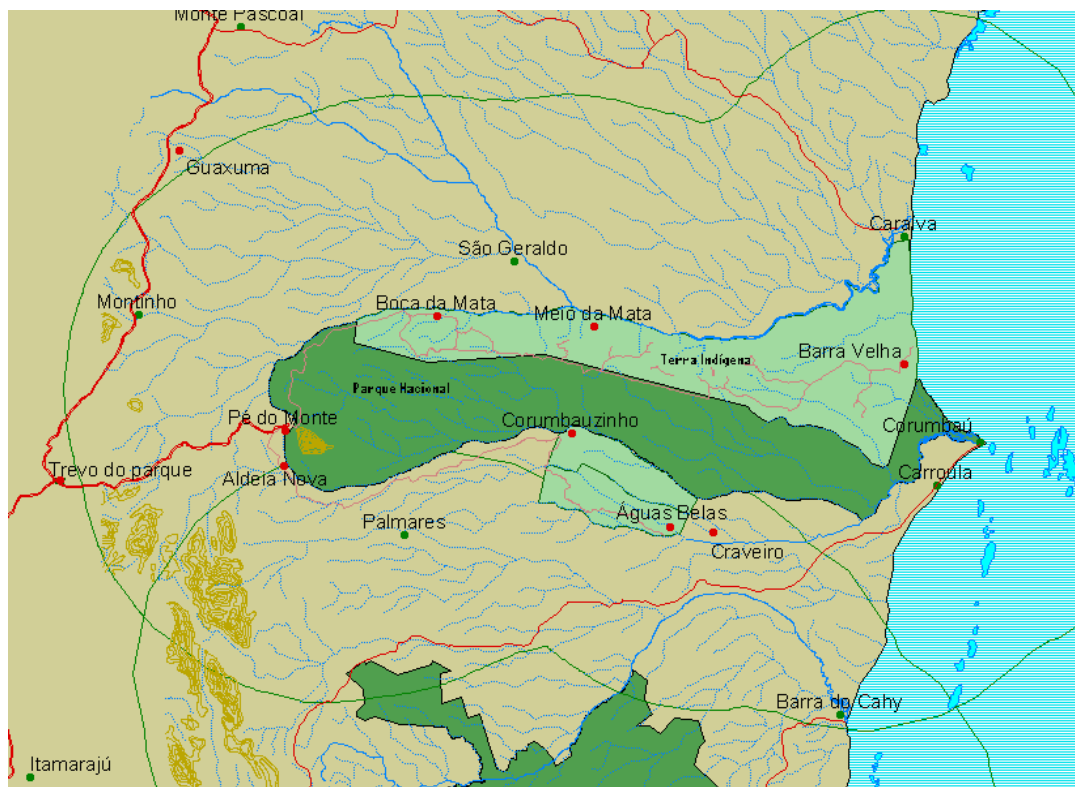 Monte Pascoal
Guaxuma
Caraíva
São Geraldo
Montinho
Boca da Mata
Meio da Mata
Terra Indígena
Barra Velha
Parque Nacional
Pé do Monte
Corumbauzinho
Corumbaú
Trevo do parque
Aldeia Nova
Carroula
Águas Belas
Palmares
Craveiro
Barra do Cahy
Itamarajú